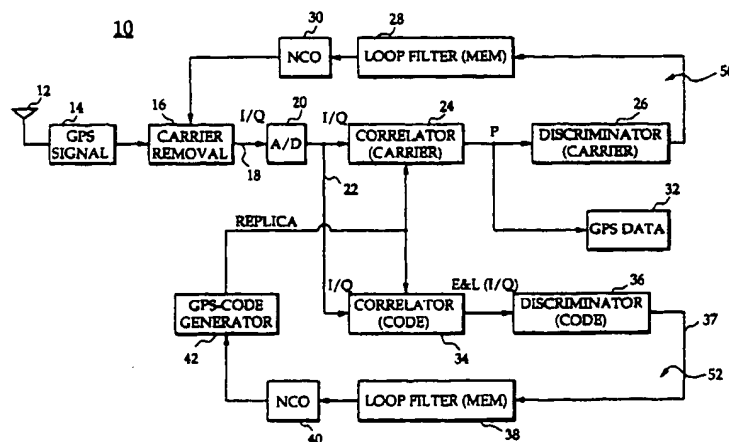 10
30
28
NCO
LOOP FILTER (MEM)
50
12
14
16
I/Q
20
I/Q
24
26
GPS
SIGNAL
CARRIER
REMOVAL
A/D
CORRELATOR
(CARRIER)
P
DISCRIMINATOR
(CARRIER)
18
22
32
REPLICA
GPS DATA
I/Q
E&L (I/Q)
36
GPS-CODE
GENERATOR
CORRELATOR
(CODE)
DISCRIMINATOR
(CODE)
37
42
34
52
NCO
LOOP FILTER (MEM)
40
38